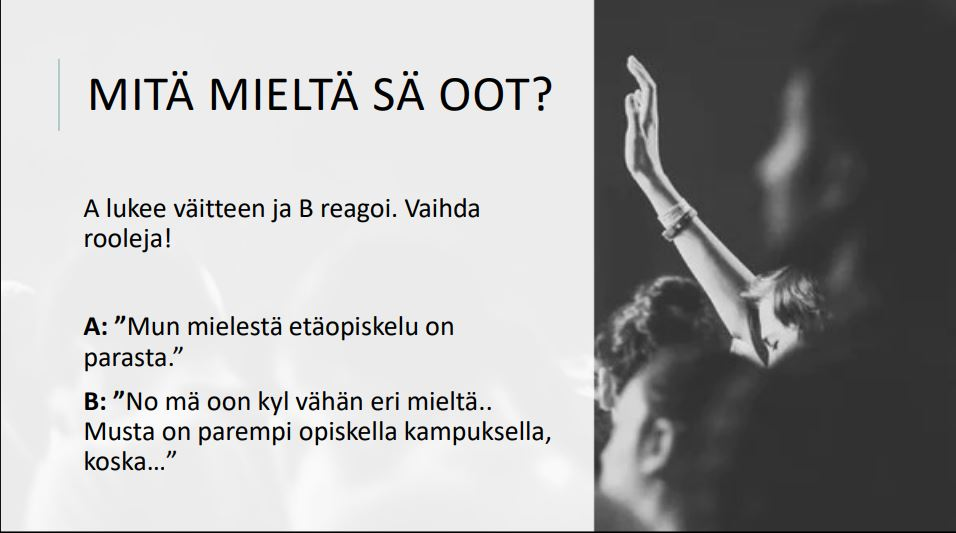 MITÄ MIELTÄ SÄ OOT?
A lukee väitteen ja B reagoi. Vaihda
rooleja!
A: ”Mun mielestä etäopiskelu on
parasta.”
B: ”No mä oon kyl vähän eri mieltä..
Musta on parempi opiskella kampuksella,
koska…”